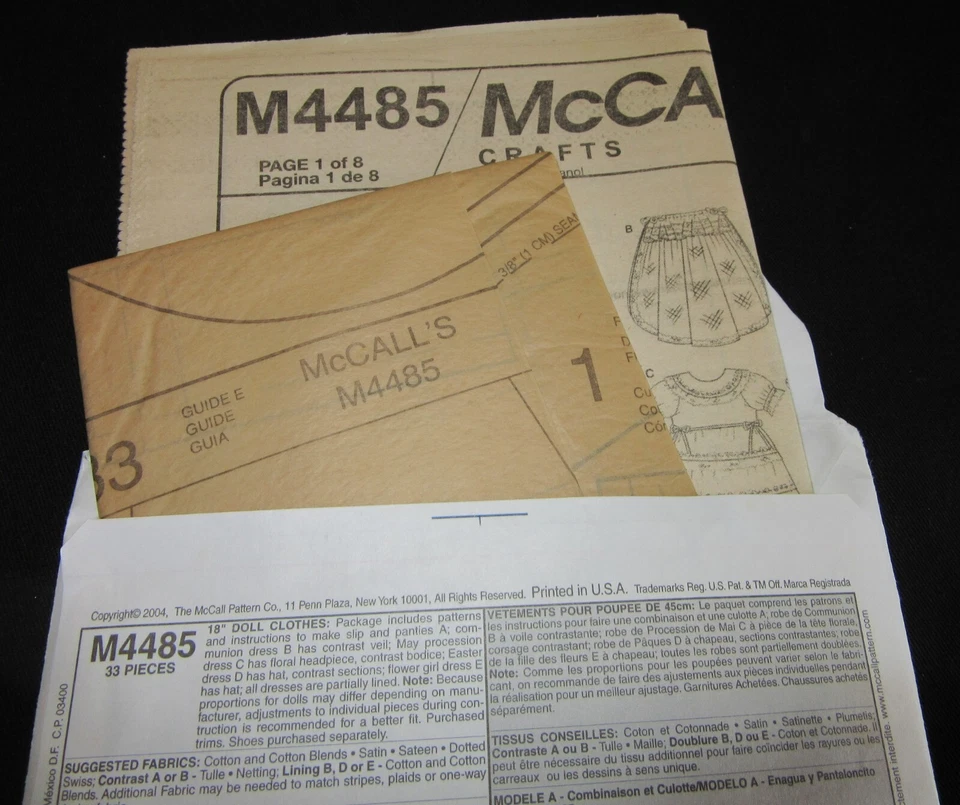 M4485
McCA
CRAFTS
PAGE 1 of 8
Pagina 1 de 8
B
3/8" (1 CM) SEAM
McCALL'S
M4485
GUIDE E
GUIDE
GUIA
33
1
F
D
F
C
Cu
Co
Cór
Copyright© 2004, The McCall Pattern Co., 11 Penn Plaza, New York 10001, All Rights Reserved. Printed in U.S.A. Trademarks Reg. U.S. Pat. & TM Off. Marca Registrada
M4485
33 PIECES
18" DOLL CLOTHES: Package includes patterns
and instructions to make slip and panties A; com-
munion dress B has contrast veil; May procession
dress C has floral headpiece, contrast bodice; Easter
dress D has hat, contrast sections; flower girl dress E
has hat; all dresses are partially lined. Note: Because
proportions for dolls may differ depending on manu-
facturer, adjustments to individual pieces during con-
truction is recommended for a better fit. Purchased
trims. Shoes purchased separately.
SUGGESTED FABRICS: Cotton and Cotton Blends • Satin • Sateen • Dotted
Swiss; Contrast A or B - Tulle • Netting; Lining B, D or E - Cotton and Cotton
Blends. Additional Fabric may be needed to match stripes, plaids or one-way
VETEMENTS POUR POUPEE DE 45cm: Le paquet comprend les patrons et
les instructions pour faire une combinaison et une culotte A; robe de Communion
B à voile contrastante; robe de Procession de Mai C à pièce de tête florale,
corsage contrastant; robe de Pâques D à chapeau, sections contrastantes; robe
de la fille des fleurs E à chapeau; toutes les robes sont partiellement doublées.
Note: Comme les proportions pour les poupées peuvent varier selon le fabri-
cant, on recommande de faire des ajustements aux pièces individuelles pendant
la réalisation pour un meilleur ajustage. Garnitures Achetées. Chaussures achetés
séparément.
TISSUS CONSEILLES: Coton et Cotonnade • Satin • Satinette • Plumetis;
Contraste A ou B - Tulle • Maille; Doublure B, D ou E - Coton et Cotonnade. Il
peut être nécessaire du tissu additionnel pour faire coïncider les rayures ou les
carreaux ou les dessins à sens unique.
MODELE A - Combinaison et Culotte/MODELO A - Enagua y Pantaloncito
México D.F. C.P. 03400
tement interdite. www.mccallpattern.com